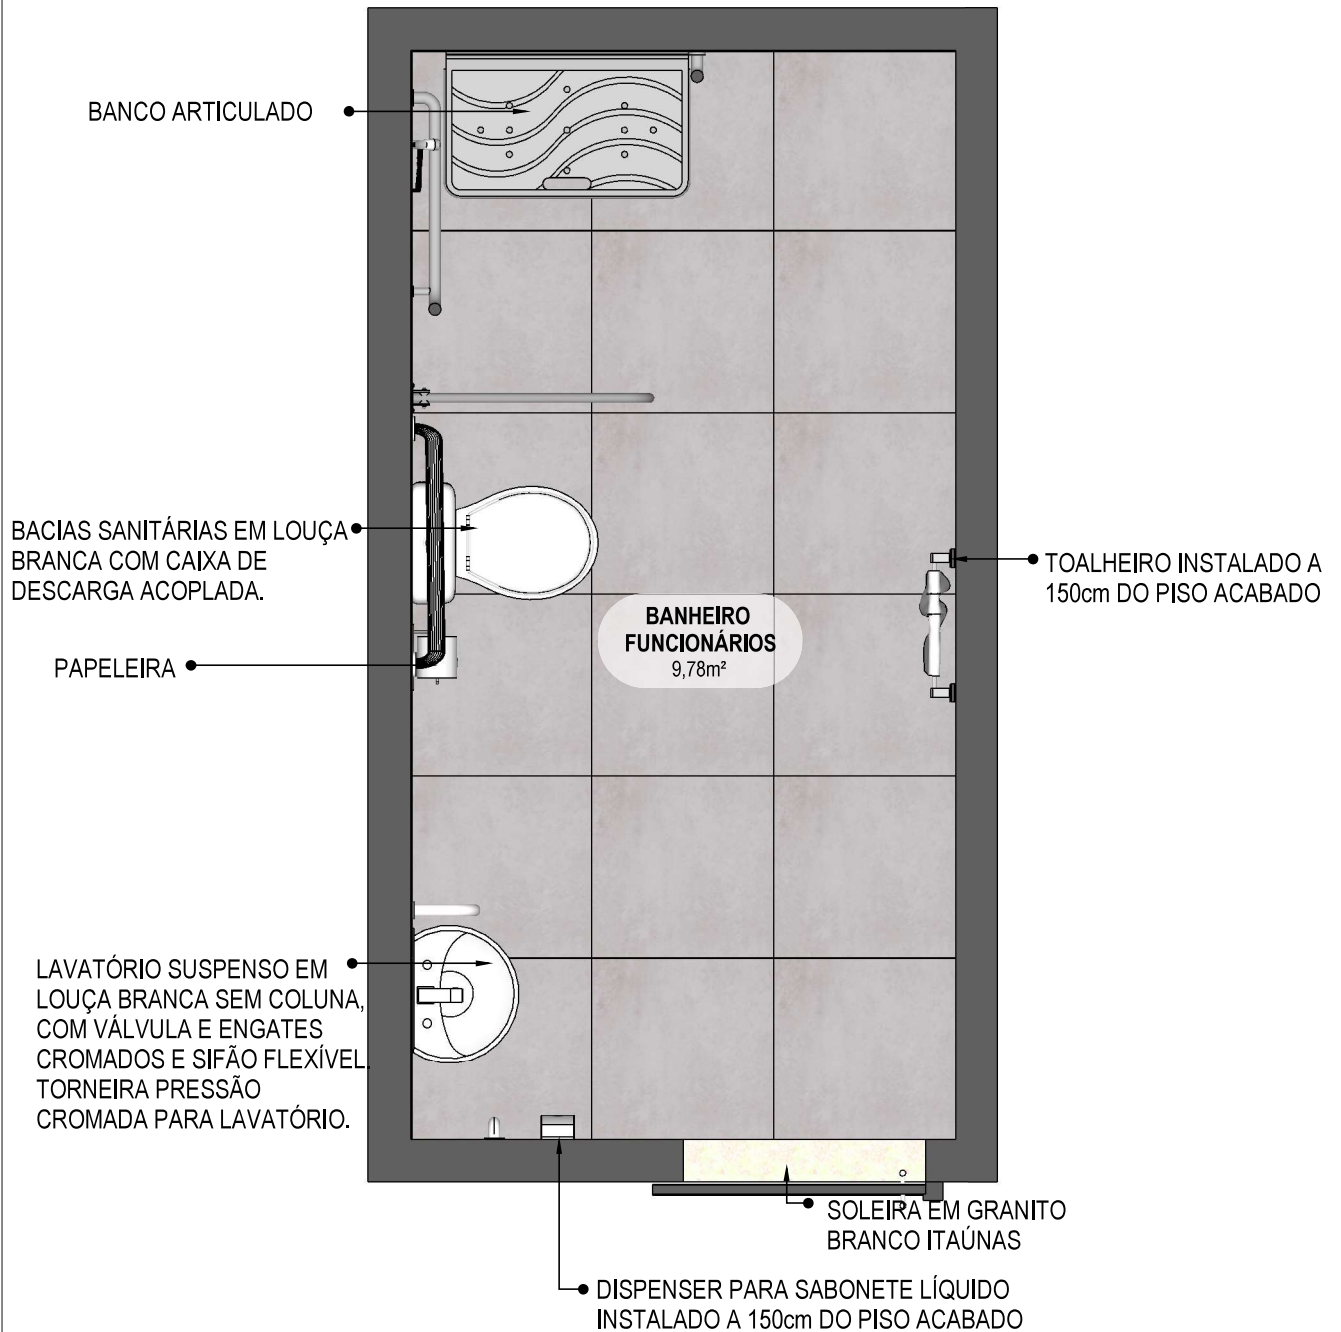 BANCO ARTICULADO
BACIAS SANITÁRIAS EM LOUÇA
BRANCA COM CAIXA DE
DESCARGA ACOPLADA.
TOALHEIRO INSTALADO A
150cm DO PISO ACABADO
BANHEIRO
FUNCIONÁRIOS
9,78m²
PAPELEIRA
LAVATÓRIO SUSPENSO EM
LOUÇA BRANCA SEM COLUNA,
COM VÁLVULA E ENGATES
CROMADOS E SIFÃO FLEXÍVEL.
TORNEIRA PRESSÃO
CROMADA PARA LAVATÓRIO.
SOLEIRA EM GRANITO
BRANCO ITAÚNAS
DISPENSER PARA SABONETE LÍQUIDO
INSTALADO A 150cm DO PISO ACABADO